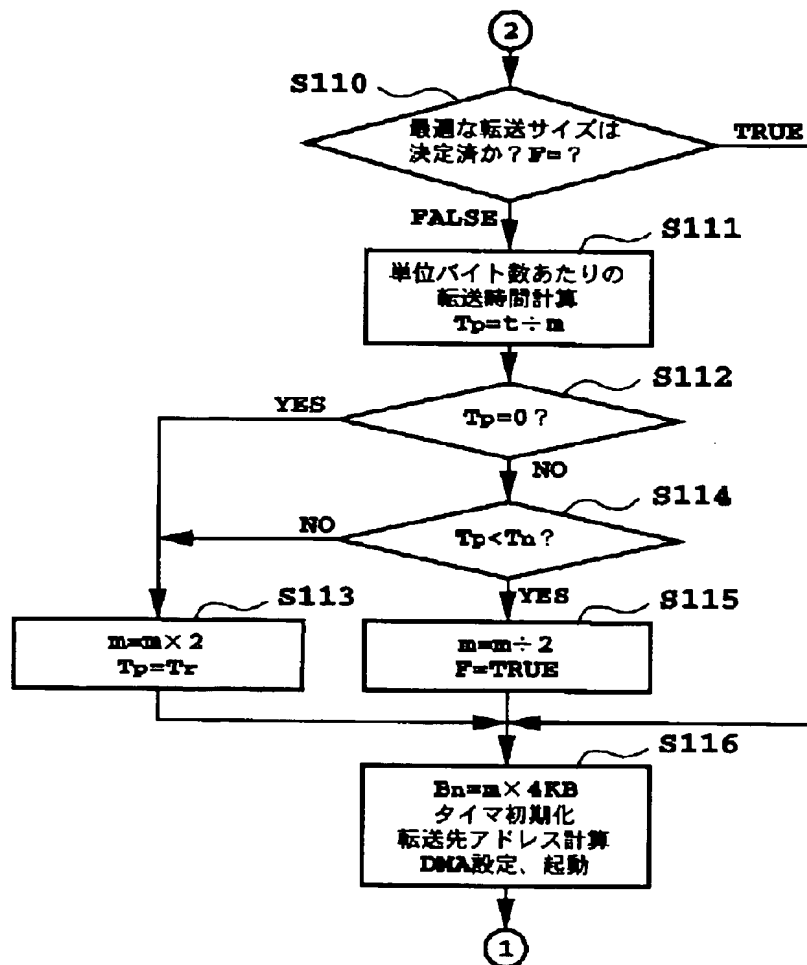 2
S110
最適な転送サイズは
決定済か？F=？
TRUE
FALSE
S111
単位バイト数あたりの
転送時間計算
Tp=t÷m
S112
YES
Tp=0？
NO
S114
NO
Tp<Tn？
YES
S113
m=m×2
Tp=Tr
S115
m=m÷2
F=TRUE
S116
Bn=m×4KB
タイマ初期化
転送先アドレス計算
DMA設定、起動
1